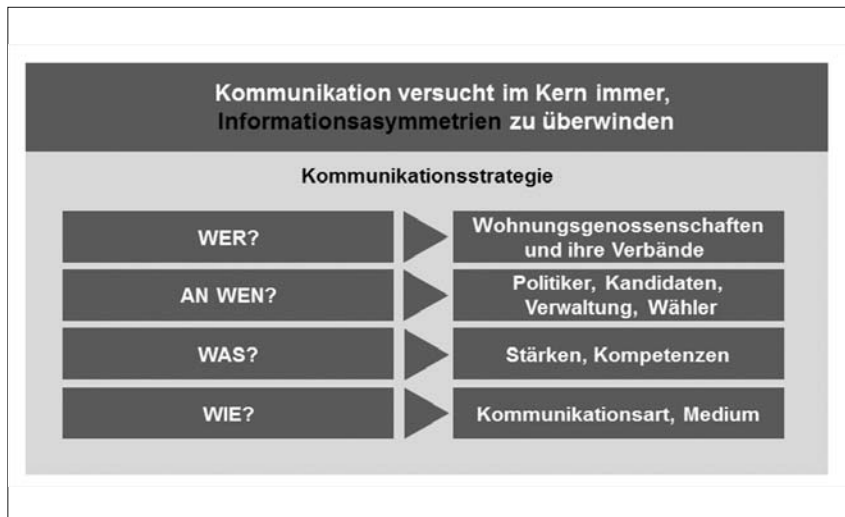 Kommunikation versucht im Kern immer,
Informationsasymmetrien zu überwinden
Kommunikationsstrategie
WER?
Wohnungsgenossenschaften
und ihre Verbände
AN WEN?
Politiker, Kandidaten,
Verwaltung, Wähler
WAS?
Stärken, Kompetenzen
WIE?
Kommunikationsart, Medium